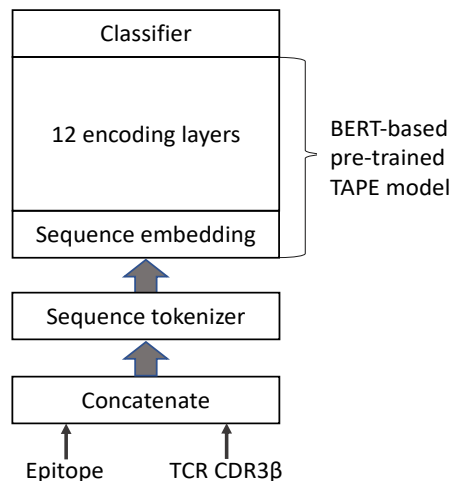 Classifier
12 encoding layers
BERT-based
pre-trained
TAPE model
Sequence embedding
Sequence tokenizer
Concatenate
Epitope
TCR CDR3β